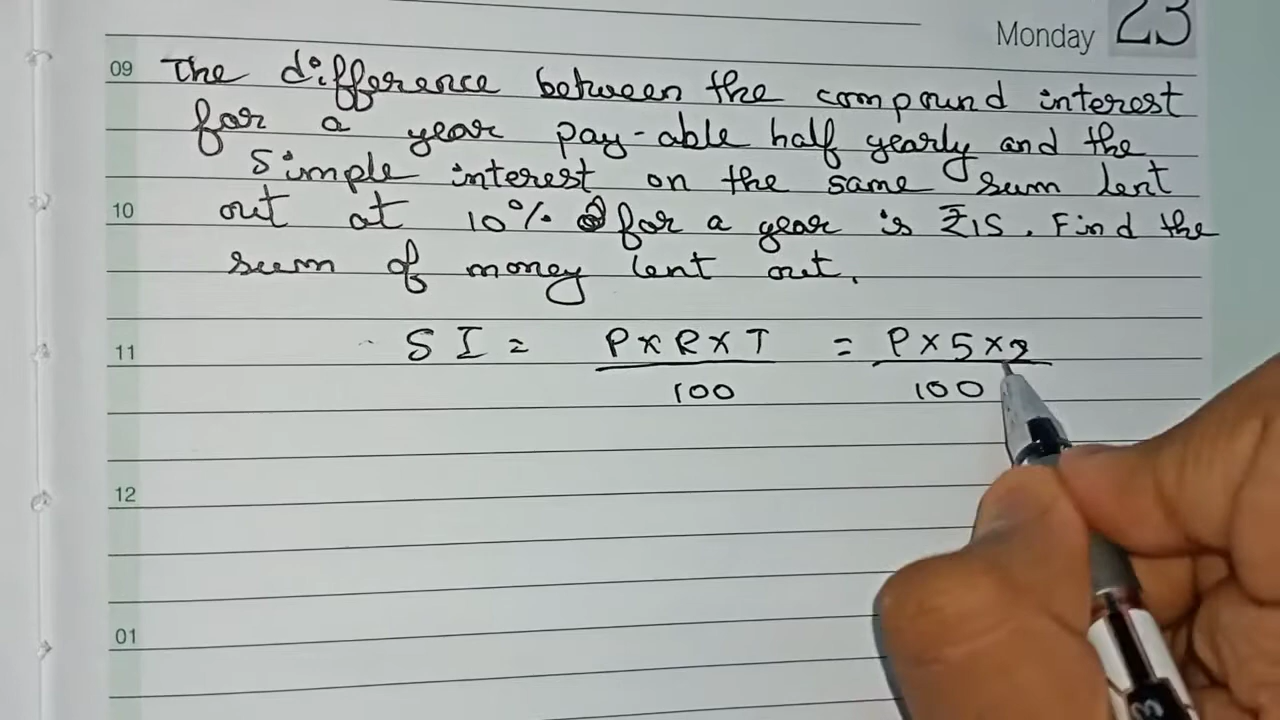 Monday 23
09 The difference between the compound interest
for a year pay-able half yearly and the
simple interest on the same sum lent
10 out at 10% for a year is ₹15. Find the
sum of money lent out.
11 SI = P×R×T/100 = P×5×2/100
12
01